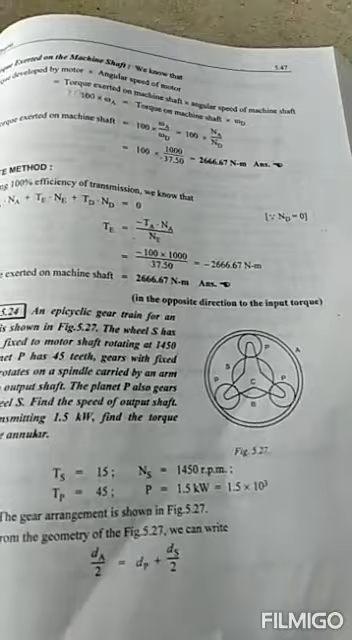 5.47
que Exerted on the Machine Shaft : We know that
que developed by motor × Angular speed of motor
= Torque exerted on machine shaft × angular speed of machine shaft
100 × ωA = Torque on machine shaft × ωD
orque exerted on machine shaft = 100 × ωA/ωD = 100 × NA/ND
= 100 × 1000/37.50 = 2666.67 N-m Ans.
E METHOD :
ng 100% efficiency of transmission, we know that
· NA + TE · NE + TD · ND = 0 [∵ ND = 0]
TE = −TA · NA/NE
= −100 × 1000/37.50 = −2666.67 N-m
e exerted on machine shaft = 2666.67 N-m Ans.
(in the opposite direction to the input torque)
5.24 An epicyclic gear train for an
is shown in Fig.5.27. The wheel S has
fixed to motor shaft rotating at 1450
net P has 45 teeth, gears with fixed
rotates on a spindle carried by an arm
output shaft. The planet P also gears
eel S. Find the speed of output shaft.
nsmitting 1.5 kW, find the torque
e annular.
P
A
S
P
C
P
B
Fig. 5.27.
TS = 15 ; NS = 1450 r.p.m. ;
TP = 45 ; P = 1.5 kW = 1.5 × 10³
The gear arrangement is shown in Fig.5.27.
rom the geometry of the Fig.5.27, we can write
dA/2 = dP + dS/2
FILMIGO